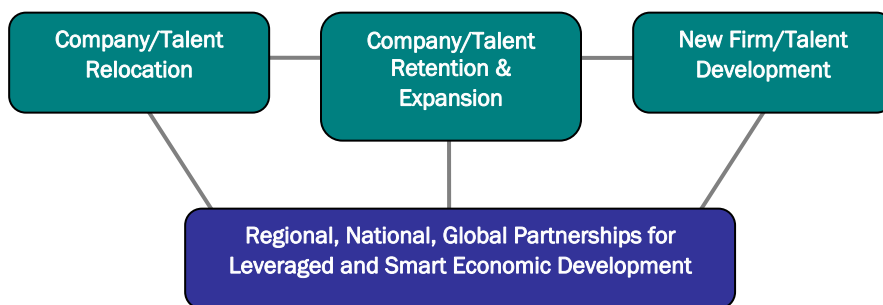 Company/Talent
Relocation
Company/Talent
Retention &
Expansion
New Firm/Talent
Development
Regional, National, Global Partnerships for
Leveraged and Smart Economic Development